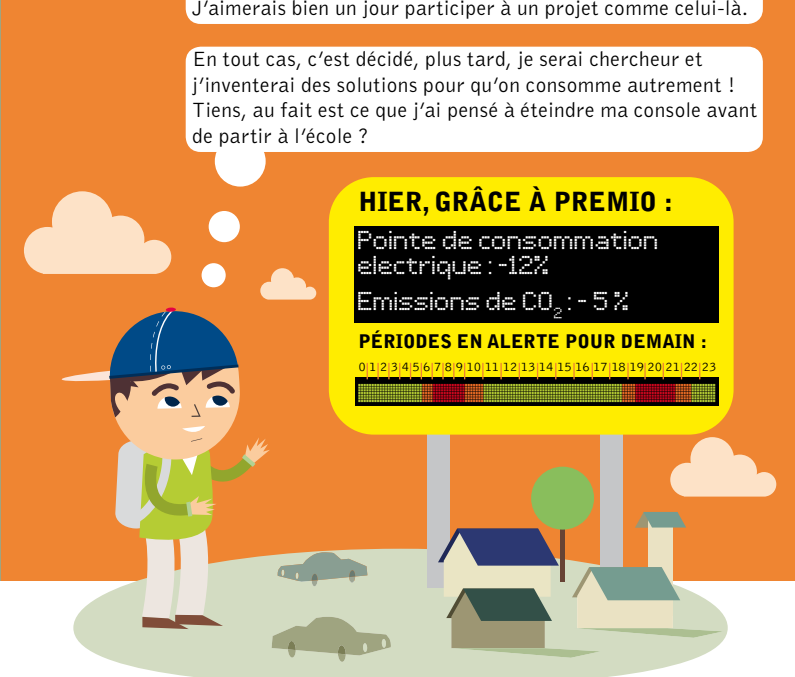 J'aimerais bien un jour participer à un projet comme celui-là.
En tout cas, c'est décidé, plus tard, je serai chercheur et
j'inventerai des solutions pour qu'on consomme autrement !
Tiens, au fait est ce que j'ai pensé à éteindre ma console avant
de partir à l'école ?
HIER, GRÂCE À PREMIO :
Pointe de consommation
electrique : -12%
Emissions de CO₂ : - 5 %
PÉRIODES EN ALERTE POUR DEMAIN :
0|1|2|3|4|5|6|7|8|9|10|11|12|13|14|15|16|17|18|19|20|21|22|23